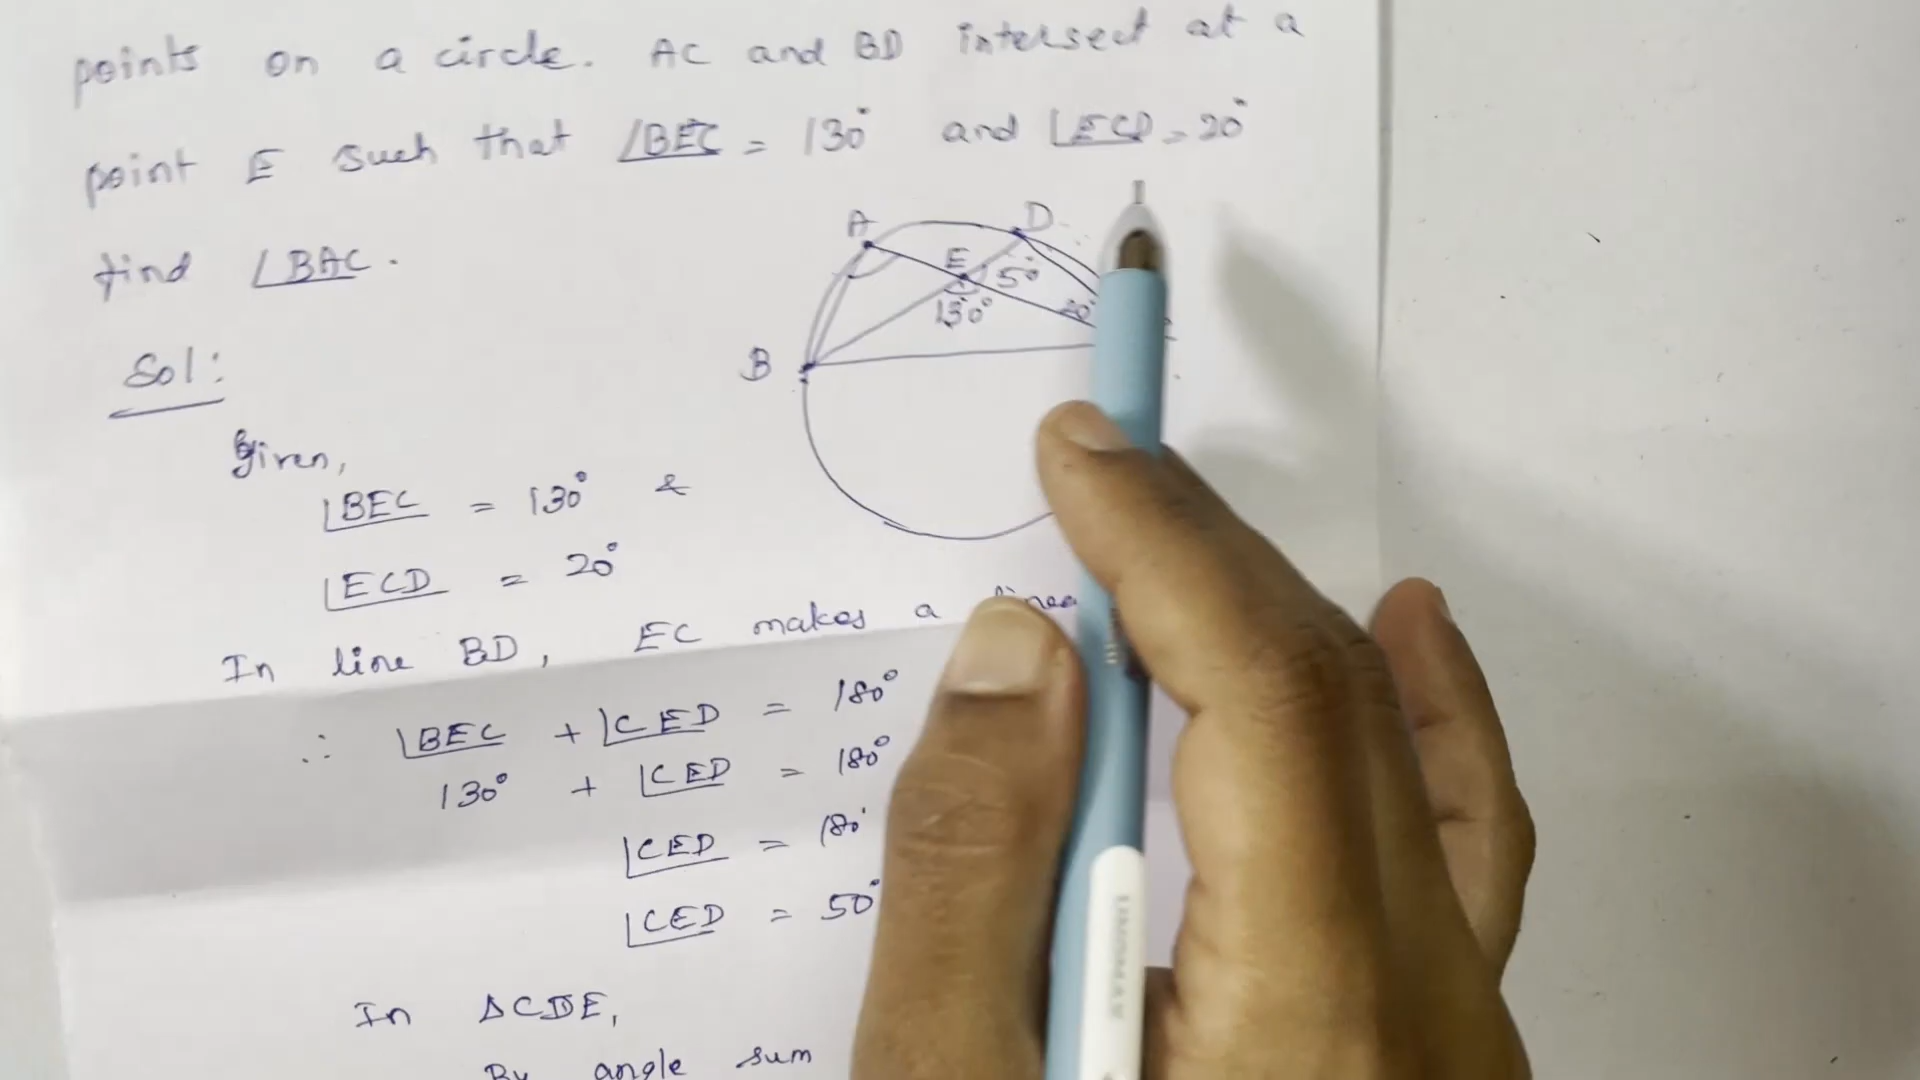 points on a circle. AC and BD intersect at a
point E such that ∠BEC = 130° and ∠ECD = 20°
find ∠BAC.
A
D
E
5°
130°
20°
B
Sol:
Given,
∠BEC = 130° &
∠ECD = 20°
In line BD, EC makes a
∴ ∠BEC + ∠CED = 180°
130° + ∠CED = 180°
∠CED = 180°
∠CED = 50°
In ΔCDE,
By angle sum